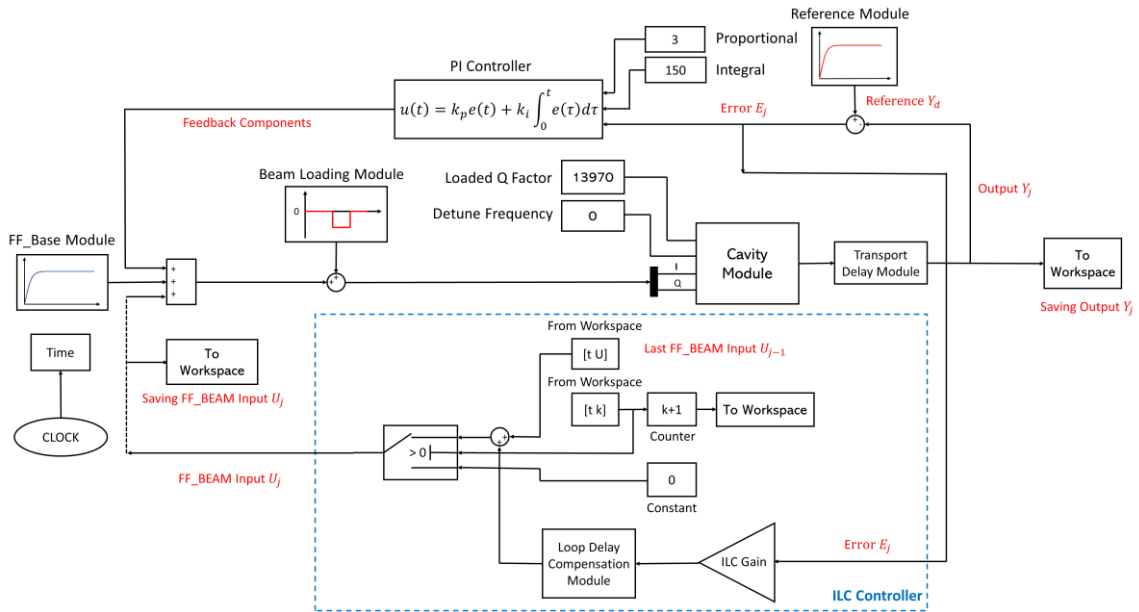 Reference Module
3
Proportional
PI Controller
150
Integral
u(t) = k_p e(t) + k_i ∫_0^t e(τ)dτ
Error E_j
Reference Y_d
+
-
Feedback Components
Beam Loading Module
0
Loaded Q Factor
13970
Detune Frequency
0
Output Y_j
FF_Base Module
+
+
+
+
+
I
Q
Cavity
Module
Transport
Delay Module
To
Workspace
Saving Output Y_j
Time
To
Workspace
Saving FF_BEAM Input U_j
CLOCK
From Workspace
[t U]
Last FF_BEAM Input U_{j-1}
From Workspace
[t k]
k+1
To Workspace
Counter
+
+
> 0
FF_BEAM Input U_j
0
Constant
Loop Delay
Compensation
Module
ILC Gain
Error E_j
ILC Controller